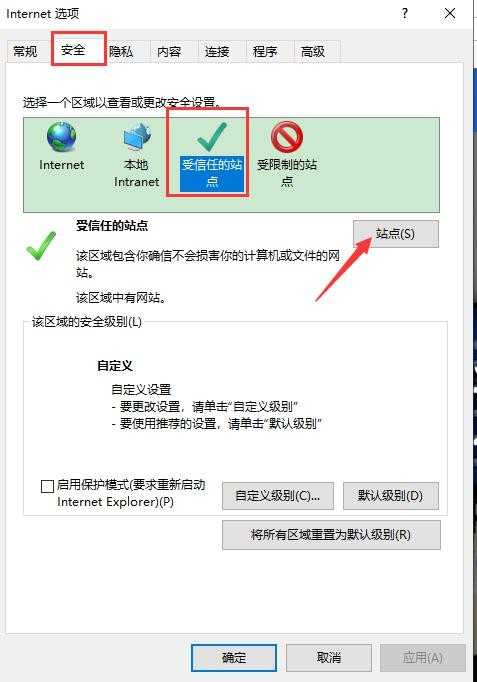 Internet 选项
?
常规 安全 隐私 内容 连接 程序 高级
选择一个区域以查看或更改安全设置。
Internet
本地
Intranet
受信任的站
点
受限制的站
点
受信任的站点
站点(S)
该区域包含你确信不会损害你的计算机或文件的网
站。
该区域中有网站。
该区域的安全级别(L)
自定义
自定义设置
- 要更改设置，请单击“自定义级别”
- 要使用推荐的设置，请单击“默认级别”
启用保护模式(要求重新启动
Internet Explorer)(P)
自定义级别(C)... 默认级别(D)
将所有区域重置为默认级别(R)
确定 取消 应用(A)